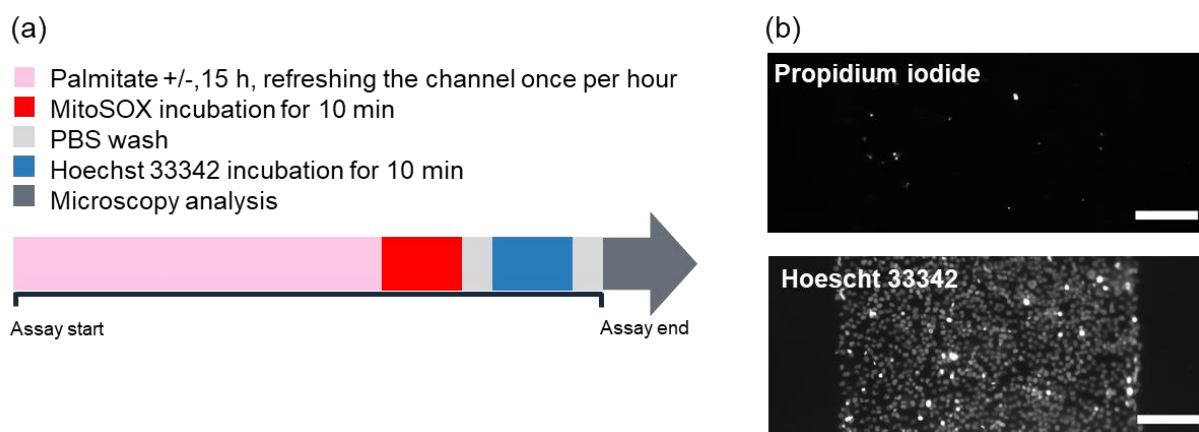 (a)
Palmitate +/-,15 h, refreshing the channel once per hour
MitoSOX incubation for 10 min
PBS wash
Hoechst 33342 incubation for 10 min
Microscopy analysis
Assay start
Assay end
(b)
Propidium iodide
Hoescht 33342